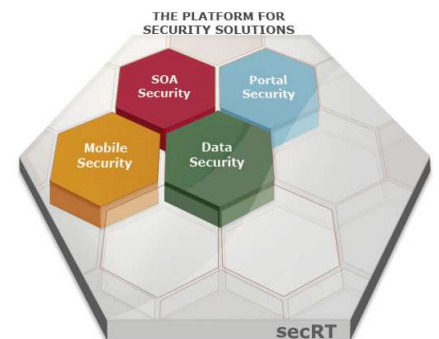 THE PLATFORM FOR
SECURITY SOLUTIONS
SOA
Security
Portal
Security
Mobile
Security
Data
Security
secRT